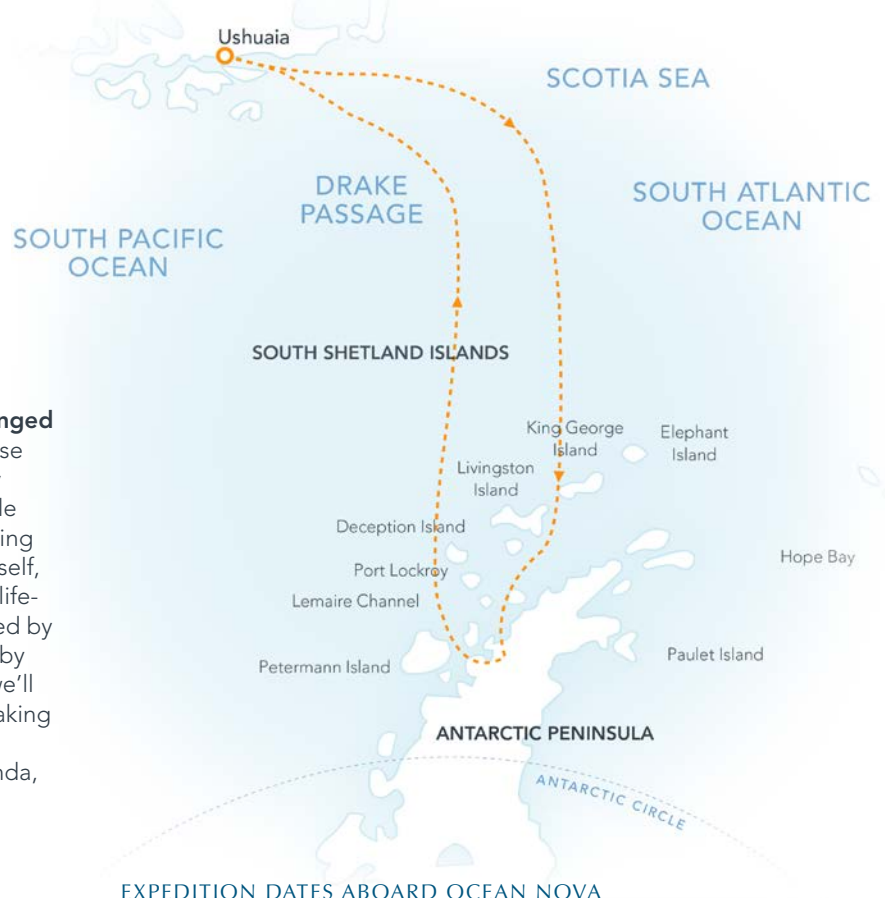 Ushuaia
SCOTIA SEA
DRAKE
PASSAGE
SOUTH ATLANTIC
OCEAN
SOUTH PACIFIC
OCEAN
SOUTH SHETLAND ISLANDS
King George
Island
Elephant
Island
Livingston
Island
Deception Island
Hope Bay
Port Lockroy
Lemaire Channel
Paulet Island
Petermann Island
ANTARCTIC PENINSULA
ANTARCTIC CIRCLE
nged
se
le
ing
self,
life-
ed by
by
we'll
aking
nda,
EXPEDITION DATES ABOARD OCEAN NOVA